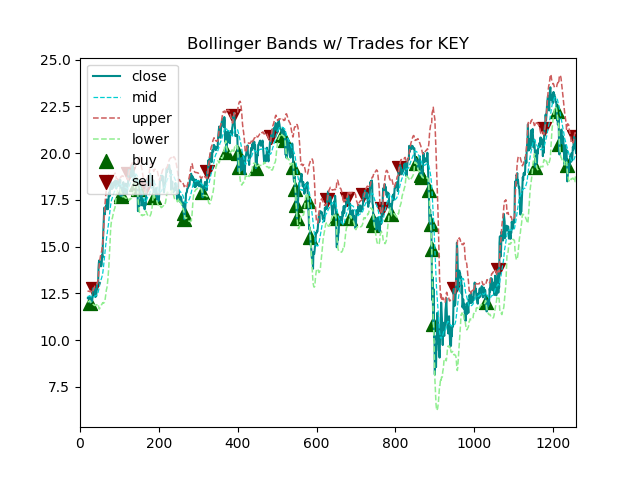 Bollinger Bands w/ Trades for KEY
25.0
22.5
20.0
17.5
15.0
12.5
10.0
7.5
close
mid
upper
lower
buy
sell
0 200 400 600 800 1000 1200